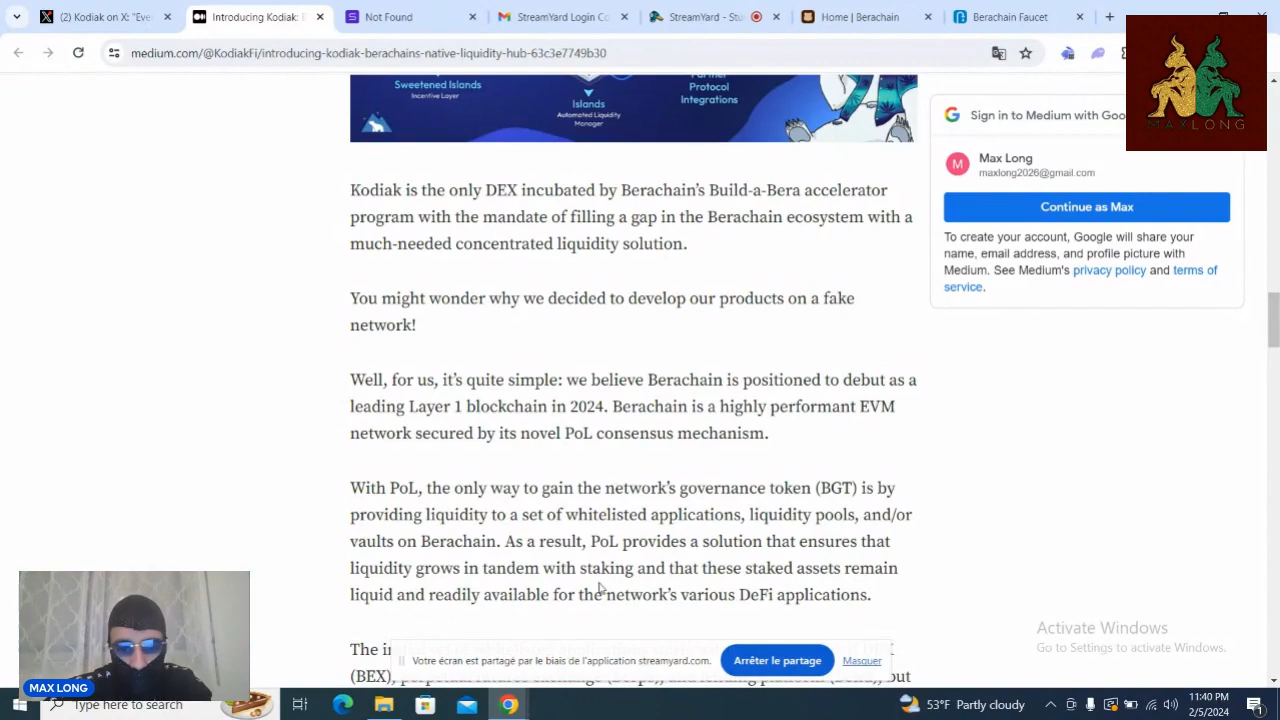 Introducing Kodiak: D
Not Found
StreamYard Login Co
StreamYard - Stu
Home | Berachain
Berachain Faucet
medium.com/@KodiakFi/introducing-kodiak-berachains-native-liquidity-hub-63c3e7749b30
Sweetened Islands
Incentive Layer
Islands
Automated Liquidity
Manager
Partner
Protocol
Integrations
MAXLONG
Sign in to Medium with Goo
Max Long
maxlong2026@gmail.com
Continue as Max
To create your account, Google will share your
name, email address, and profile picture with
Medium. See Medium's privacy policy and terms of
service.
Kodiak is the only DEX incubated by Berachain’s Build-a-Bera accelerator
program with the mandate of filling a gap in the Berachain ecosystem with a
much-needed concentrated liquidity solution.
You might wonder why we decided to develop our products on a fake
network!
Well, for us, it’s quite simple: we believe Berachain is positioned to debut as a
leading Layer 1 blockchain in 2024. Berachain is a highly performant EVM
network secured by its novel PoL consensus mechanism.
With PoL, the only way to gain the network’s governance token (BGT) is by
providing liquidity to a set of whitelisted applications, liquidity pools, and/or
vaults on Berachain. As a result, PoL provides a solution that ensures that
liquidity grows in tandem with staking and that these staked assets remain
liquid and readily available for the network’s various DeFi applications.
The
(BEX),
but
Votre écran est partagé par le biais de l'application streamyard.com.
Arrêter le partage
Masquer
Activate Windows
Go to Settings to activate Windows.
MAX LONG
Type here to search
53°F Partly cloudy
11:40 PM
2/5/2024